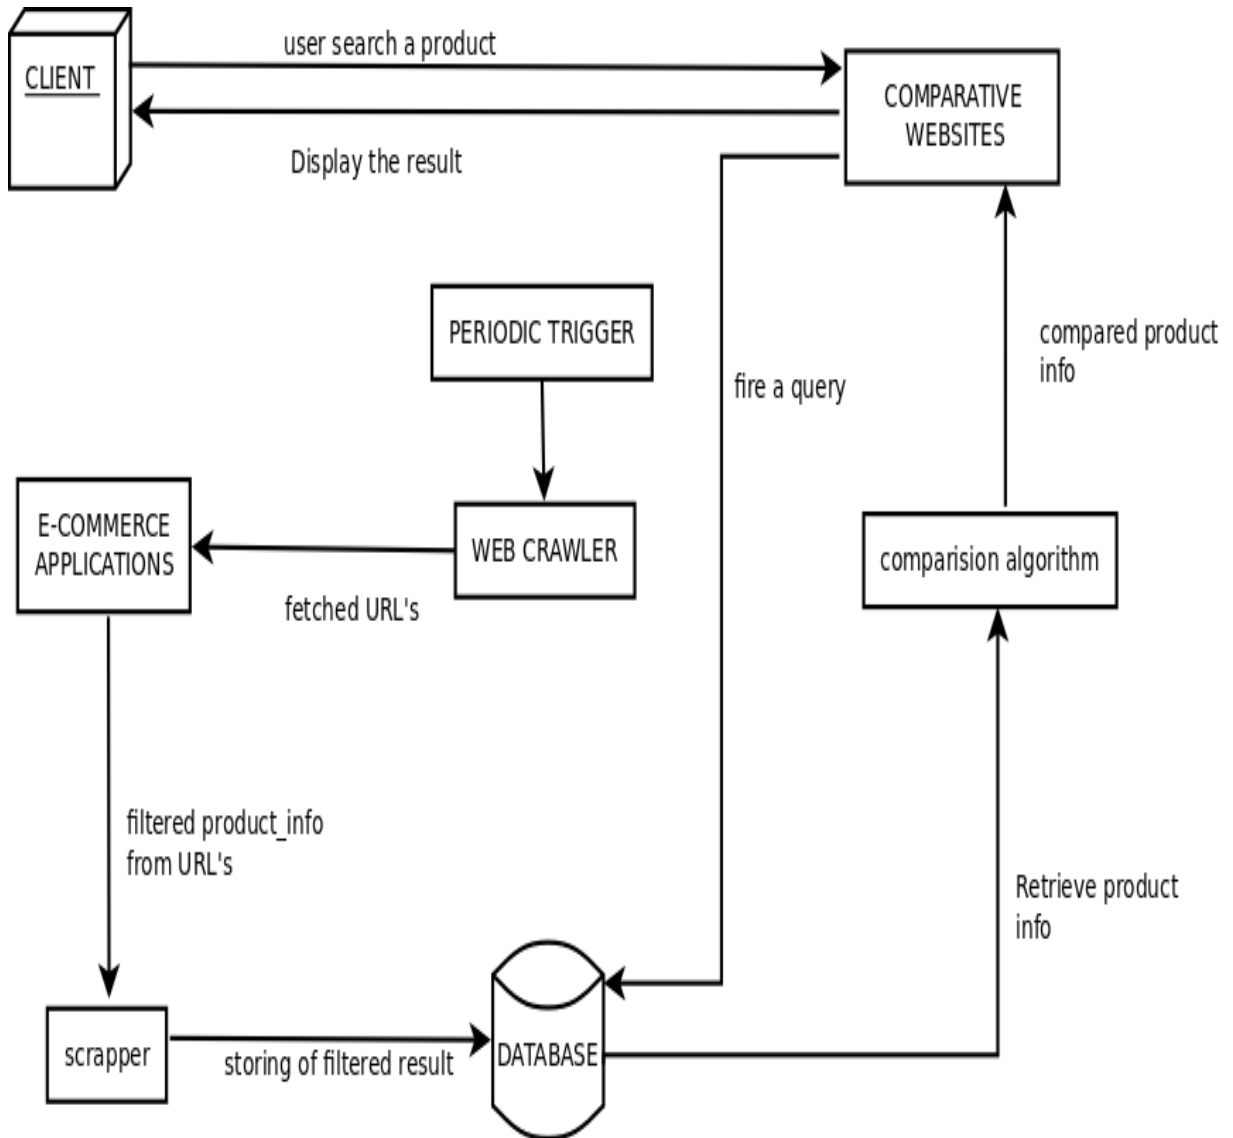 user search a product
CLIENT
COMPARATIVE
WEBSITES
Display the result
PERIODIC TRIGGER
compared product
info
fire a query
E-COMMERCE
APPLICATIONS
WEB CRAWLER
comparision algorithm
fetched URL's
filtered product_info
from URL's
Retrieve product
info
scrapper
storing of filtered result
DATABASE